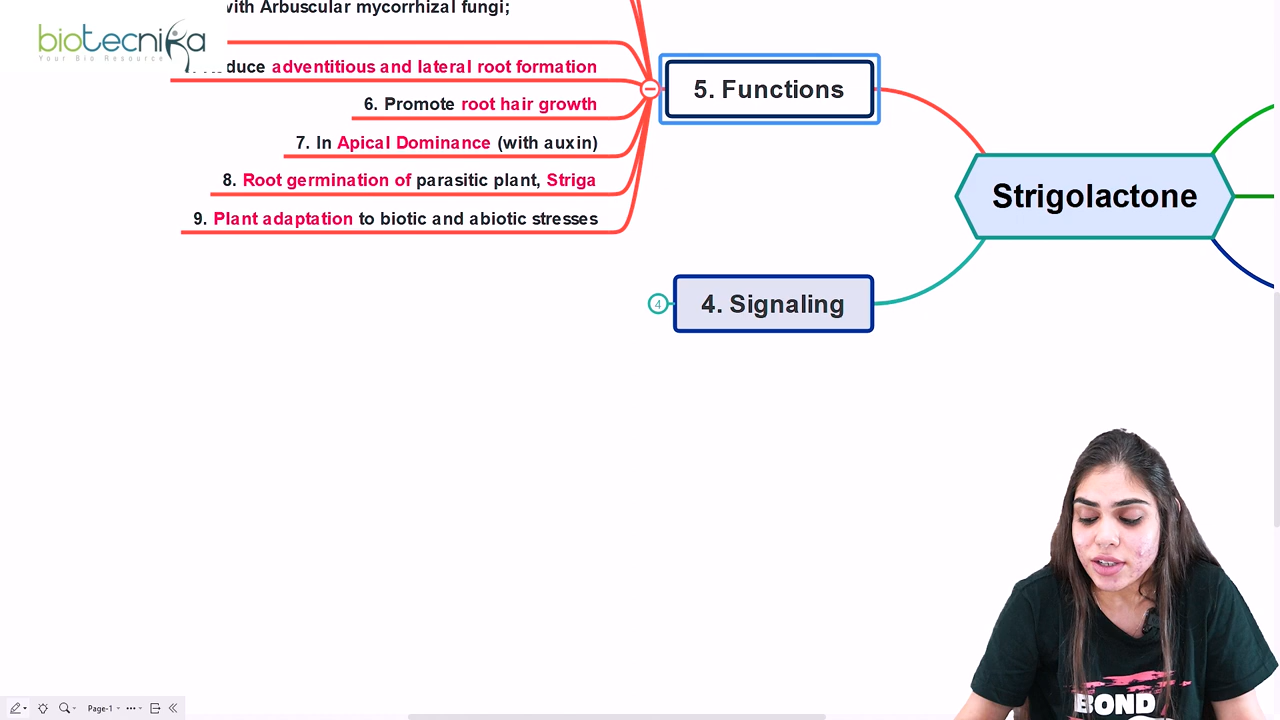 with Arbuscular mycorrhizal fungi;
biotecnika
Your Bio Resource
adventitious and lateral root formation
5. Functions
6. Promote root hair growth
7. In Apical Dominance (with auxin)
8. Root germination of parasitic plant, Striga
9. Plant adaptation to biotic and abiotic stresses
Strigolactone
4
4. Signaling
BOND
Page-1